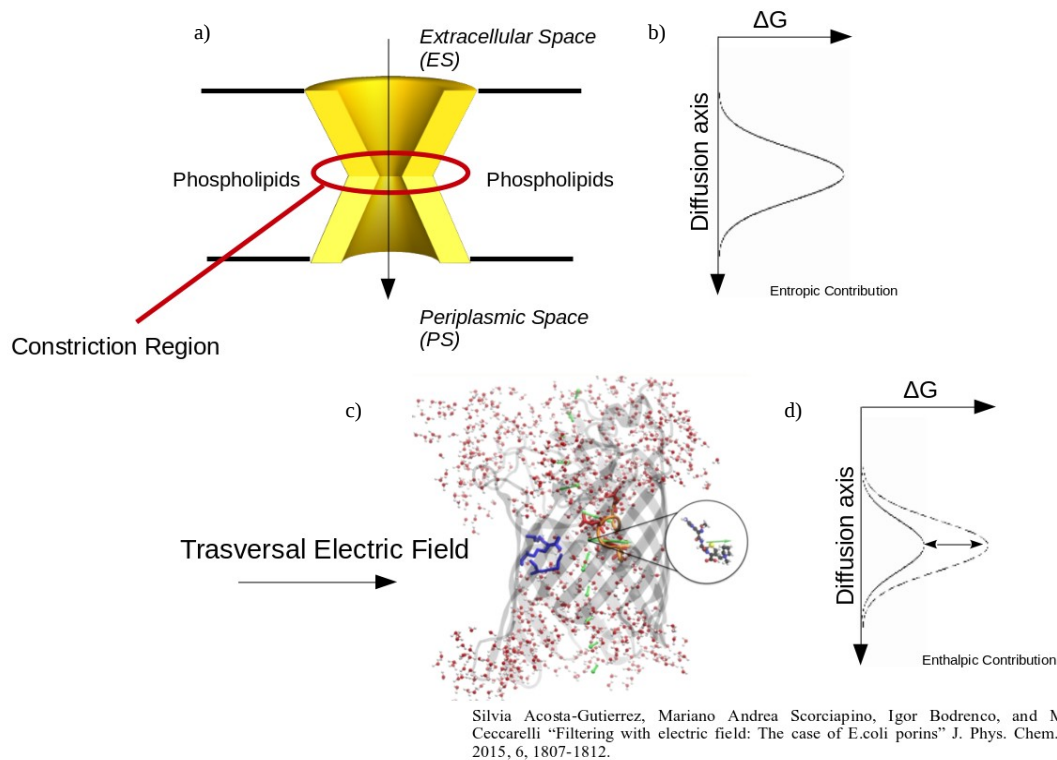 a)
Extracellular Space
(ES)
b)
ΔG
Diffusion axis
Phospholipids
Phospholipids
Entropic Contribution
Periplasmic Space
(PS)
Constriction Region
c)
d)
ΔG
Trasversal Electric Field
Diffusion axis
Enthalpic Contribution
Silvia Acosta-Gutierrez, Mariano Andrea Scorciapino, Igor Bodrenco, and M
Ceccarelli “Filtering with electric field: The case of E.coli porins” J. Phys. Chem.
2015, 6, 1807-1812.